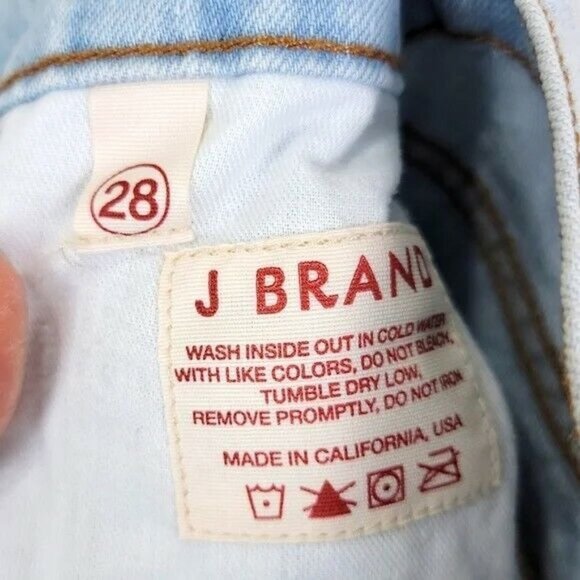 28
J BRAND
WASH INSIDE OUT IN COLD WATER
WITH LIKE COLORS, DO NOT BLEACH,
TUMBLE DRY LOW,
REMOVE PROMPTLY, DO NOT IRON
MADE IN CALIFORNIA, USA